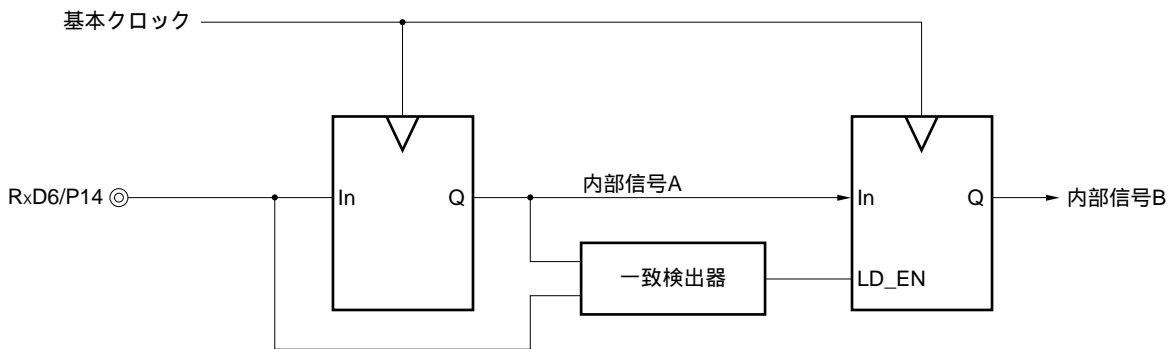 基本クロック
RxD6/P14
In
Q
内部信号A
In
Q
内部信号B
一致検出器
LD_EN